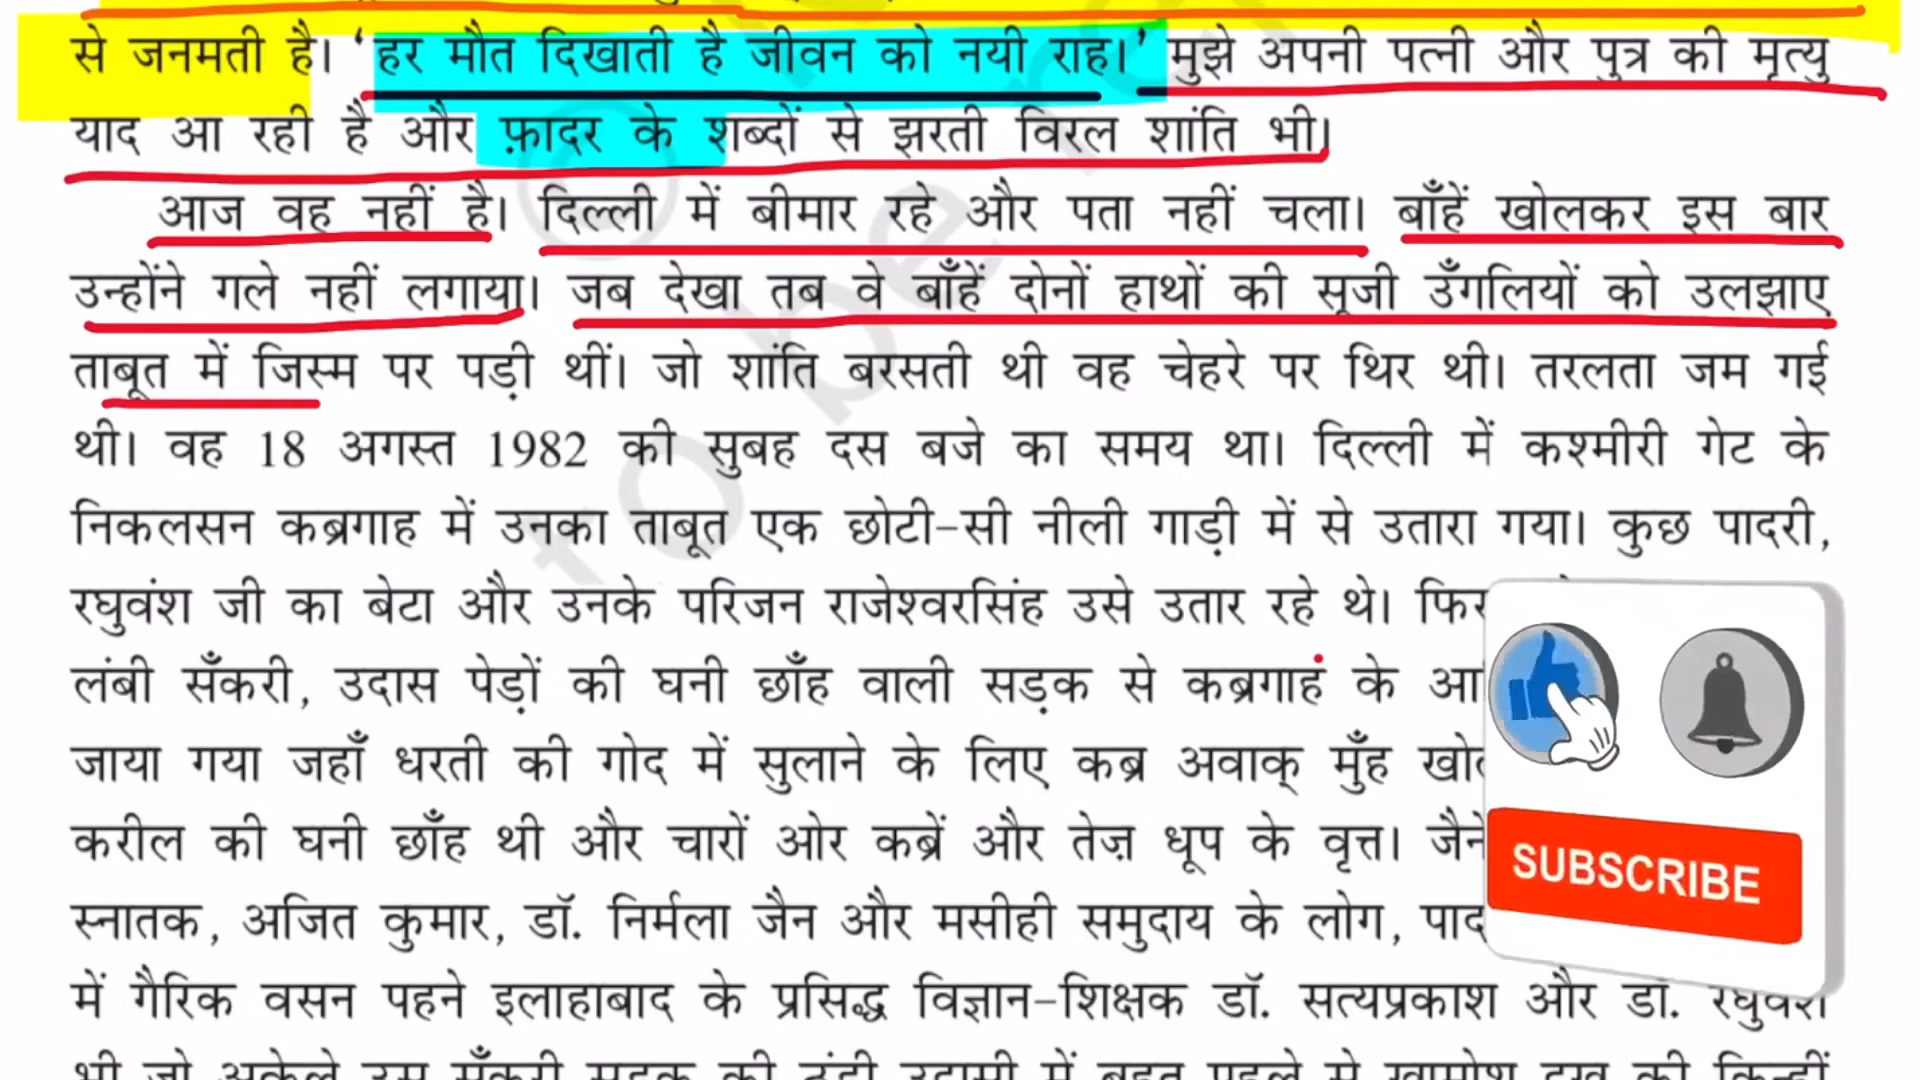 से जनमती है। ‘हर मौत दिखाती है जीवन को नयी राह।’ मुझे अपनी पत्नी और पुत्र की मृत्यु
याद आ रही है और फ़ादर के शब्दों से झरती विरल शांति भी।
आज वह नहीं है। दिल्ली में बीमार रहे और पता नहीं चला। बाँहें खोलकर इस बार
उन्होंने गले नहीं लगाया। जब देखा तब वे बाँहें दोनों हाथों की सूजी उँगलियों को उलझाए
ताबूत में जिस्म पर पड़ी थीं। जो शांति बरसती थी वह चेहरे पर थिर थी। तरलता जम गई
थी। वह 18 अगस्त 1982 की सुबह दस बजे का समय था। दिल्ली में कश्मीरी गेट के
निकलसन कब्रगाह में उनका ताबूत एक छोटी-सी नीली गाड़ी में से उतारा गया। कुछ पादरी,
रघुवंश जी का बेटा और उनके परिजन राजेश्वरसिंह उसे उतार रहे थे।
लंबी सँकरी, उदास पेड़ों की घनी छाँह वाली सड़क से कब्रगाह के
जाया गया जहाँ धरती की गोद में सुलाने के लिए कब्र अवाक् मुँह
करील की घनी छाँह थी और चारों ओर कब्रें और तेज़ धूप के वृत्त।
स्नातक, अजित कुमार, डॉ. निर्मला जैन और मसीही समुदाय के लोग,
में गैरिक वसन पहने इलाहाबाद के प्रसिद्ध विज्ञान-शिक्षक डॉ. सत्यप्रकाश और डॉ. रघुवंश
SUBSCRIBE
to be